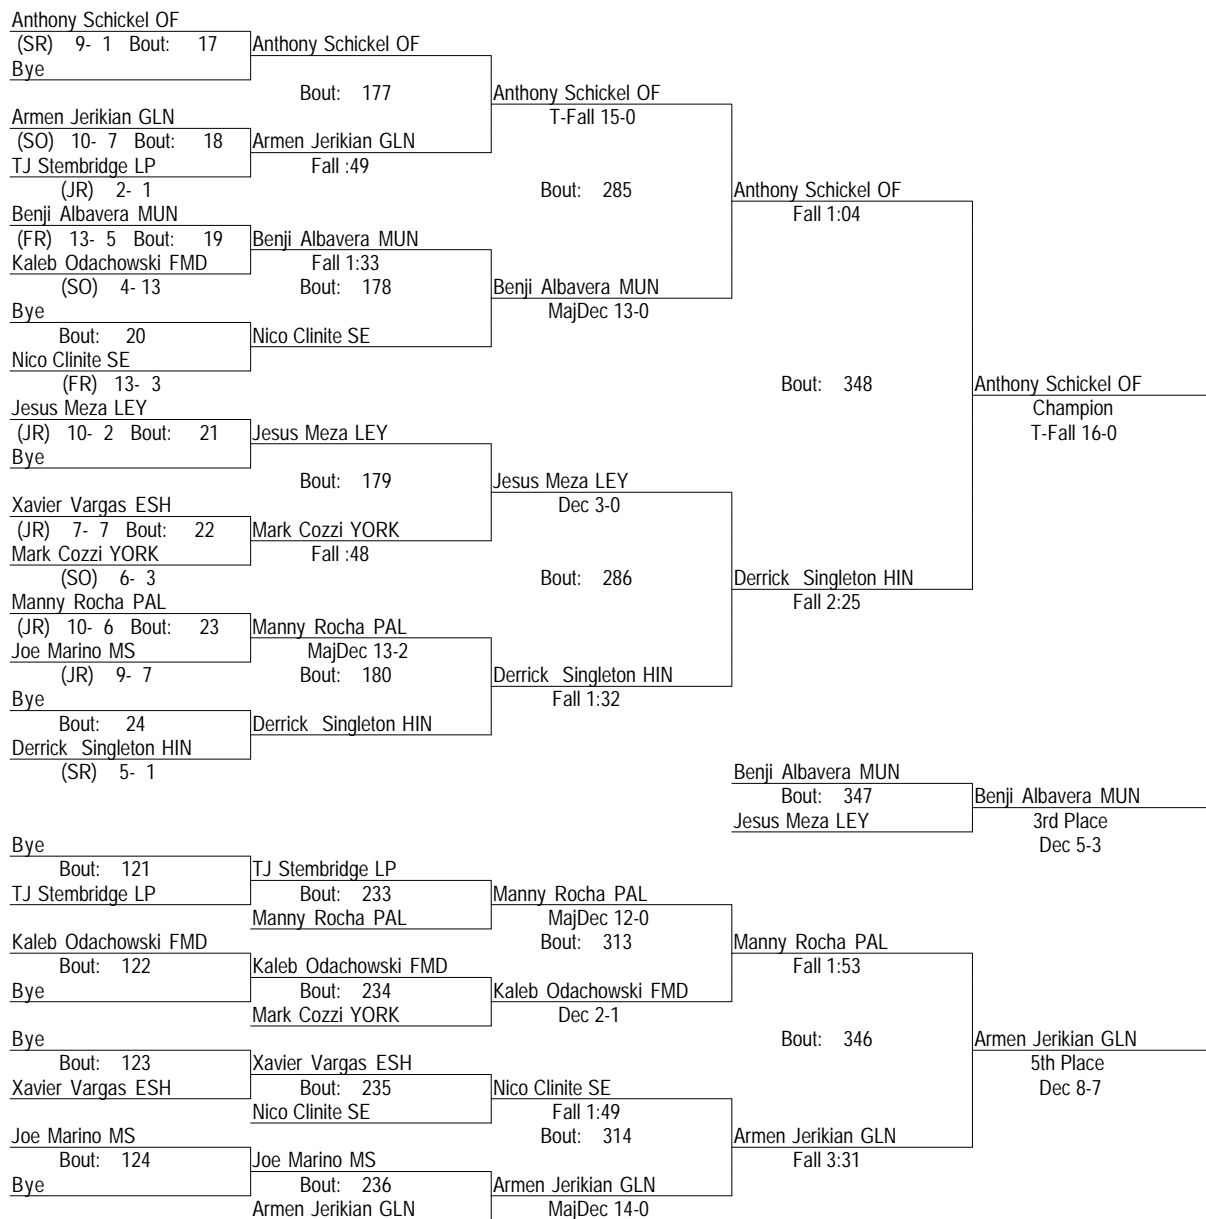 Anthony Schickel OF
(SR) 9- 1 Bout: 17 Anthony Schickel OF
Bye
Bout: 177 Anthony Schickel OF
Armen Jerikian GLN T-Fall 15-0
(SO) 10- 7 Bout: 18 Armen Jerikian GLN
TJ Stembridge LP Fall :49
(JR) 2- 1 Bout: 285 Anthony Schickel OF
Benji Albavera MUN Fall 1:04
(FR) 13- 5 Bout: 19 Benji Albavera MUN
Kaleb Odachowski FMD Fall 1:33
(SO) 4- 13 Bout: 178 Benji Albavera MUN
Bye MajDec 13-0
Bout: 20 Nico Clinite SE
Nico Clinite SE
(FR) 13- 3 Bout: 348 Anthony Schickel OF
Jesus Meza LEY Champion
(JR) 10- 2 Bout: 21 Jesus Meza LEY T-Fall 16-0
Bye
Bout: 179 Jesus Meza LEY
Xavier Vargas ESH Dec 3-0
(JR) 7- 7 Bout: 22 Mark Cozzi YORK
Mark Cozzi YORK Fall :48
(SO) 6- 3 Bout: 286 Derrick Singleton HIN
Manny Rocha PAL Fall 2:25
(JR) 10- 6 Bout: 23 Manny Rocha PAL
Joe Marino MS MajDec 13-2
(JR) 9- 7 Bout: 180 Derrick Singleton HIN
Bye Fall 1:32
Bout: 24 Derrick Singleton HIN
Derrick Singleton HIN
(SR) 5- 1 Benji Albavera MUN
Bout: 347 Benji Albavera MUN
Jesus Meza LEY 3rd Place
Bye Dec 5-3
Bout: 121 TJ Stembridge LP
TJ Stembridge LP Bout: 233 Manny Rocha PAL
Manny Rocha PAL MajDec 12-0
Kaleb Odachowski FMD Bout: 313 Manny Rocha PAL
Bout: 122 Kaleb Odachowski FMD Fall 1:53
Bye Bout: 234 Kaleb Odachowski FMD
Mark Cozzi YORK Dec 2-1
Bye Bout: 346 Armen Jerikian GLN
Bout: 123 Xavier Vargas ESH 5th Place
Xavier Vargas ESH Bout: 235 Nico Clinite SE Dec 8-7
Nico Clinite SE Fall 1:49
Joe Marino MS Bout: 314 Armen Jerikian GLN
Bout: 124 Joe Marino MS Fall 3:31
Bye Bout: 236 Armen Jerikian GLN
Armen Jerikian GLN MajDec 14-0